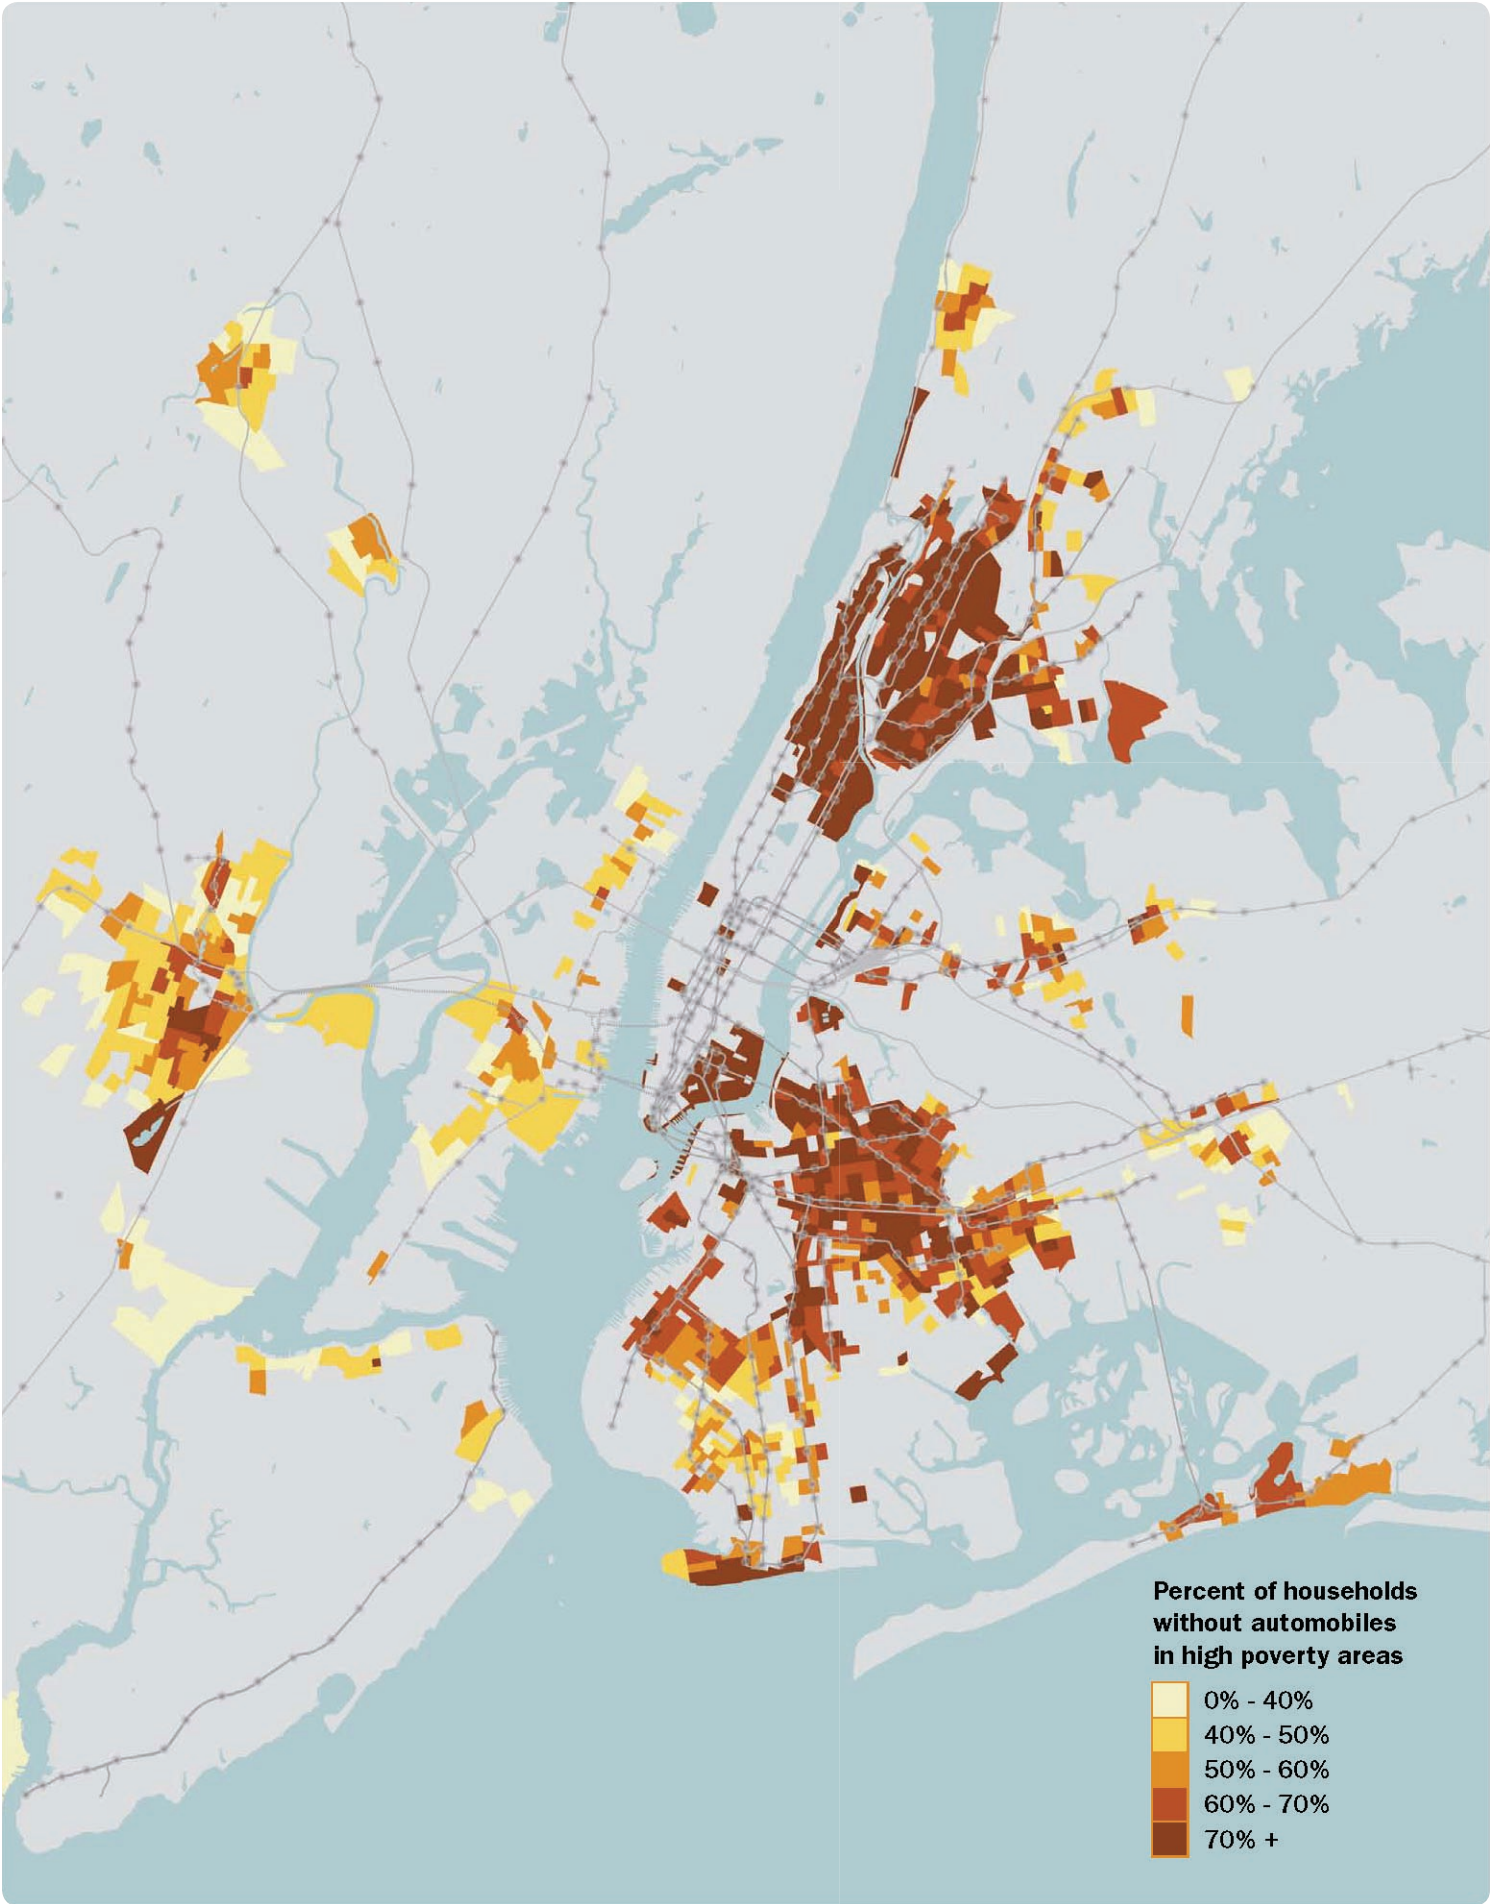 Percent of households
without automobiles
in high poverty areas
0% - 40%
40% - 50%
50% - 60%
60% - 70%
70% +